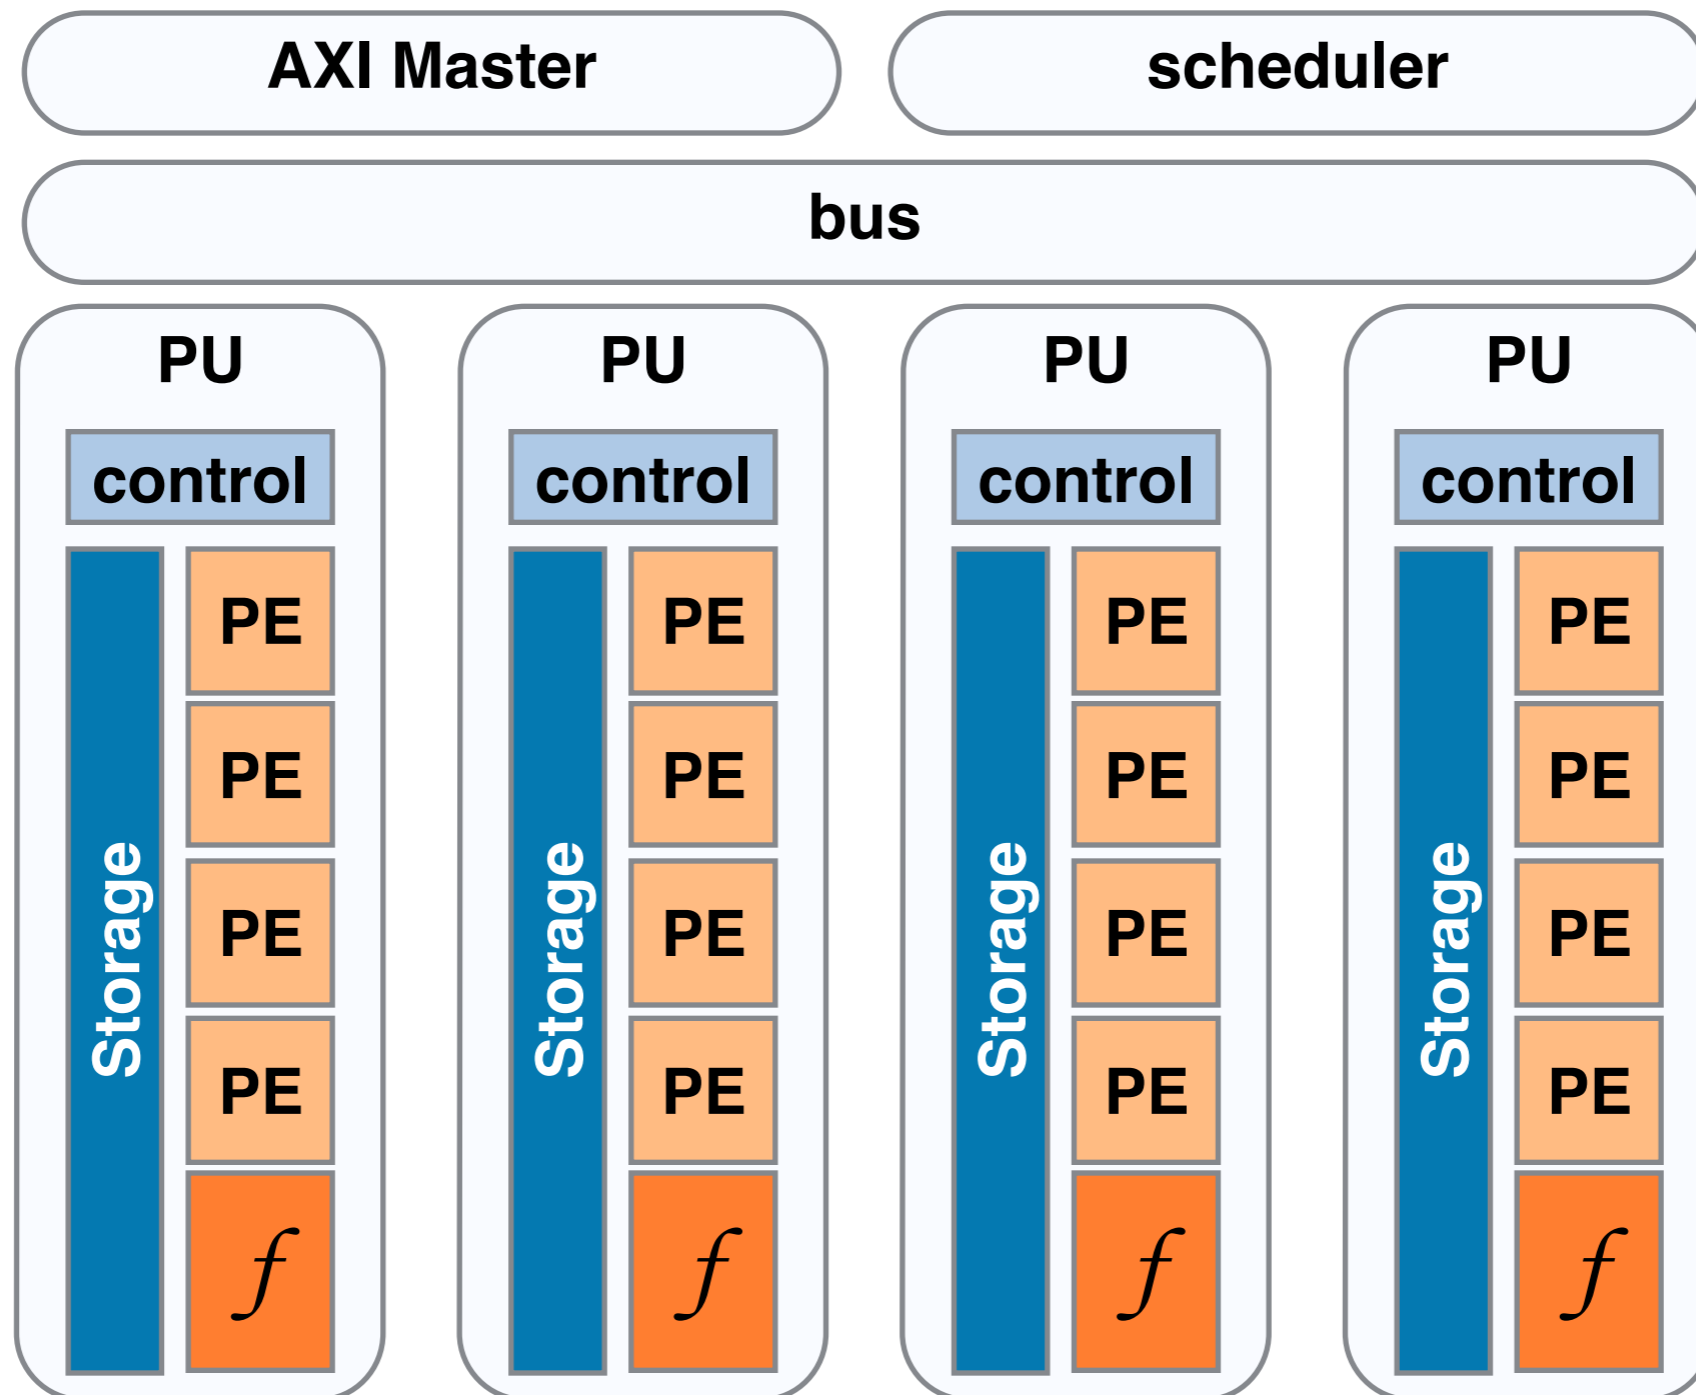 AXI Master scheduler
bus
PU PU PU PU
control control control control
PE PE PE PE
PE PE PE PE
Storage Storage Storage Storage
PE PE PE PE
PE PE PE PE
f f f f